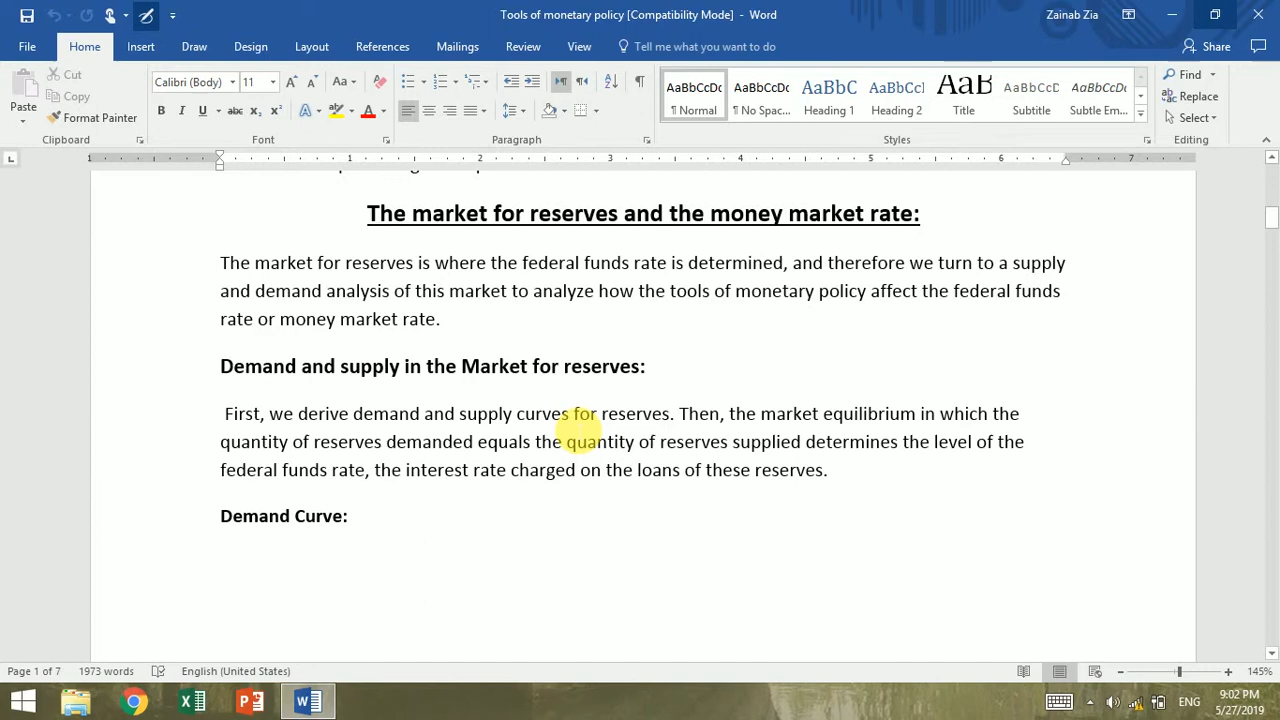 Tools of monetary policy [Compatibility Mode] - Word
Zainab Zia
File Home Insert Draw Design Layout References Mailings Review View Tell me what you want to do Share
Paste
Cut
Copy
Format Painter
Clipboard
Calibri (Body) 11
Font
Paragraph
AaBbCcDc AaBbCcDc AaBbC AaBbCcl AaB AaBbCcD AaBbCcDc
¶ Normal ¶ No Spac... Heading 1 Heading 2 Title Subtitle Subtle Em...
Styles
Find
Replace
Select
Editing
1 1 2 3 4 5 6 7
The market for reserves and the money market rate:
The market for reserves is where the federal funds rate is determined, and therefore we turn to a supply
and demand analysis of this market to analyze how the tools of monetary policy affect the federal funds
rate or money market rate.
Demand and supply in the Market for reserves:
First, we derive demand and supply curves for reserves. Then, the market equilibrium in which the
quantity of reserves demanded equals the quantity of reserves supplied determines the level of the
federal funds rate, the interest rate charged on the loans of these reserves.
Demand Curve:
Page 1 of 7 1973 words English (United States) 145%
ENG
9:02 PM
5/27/2019